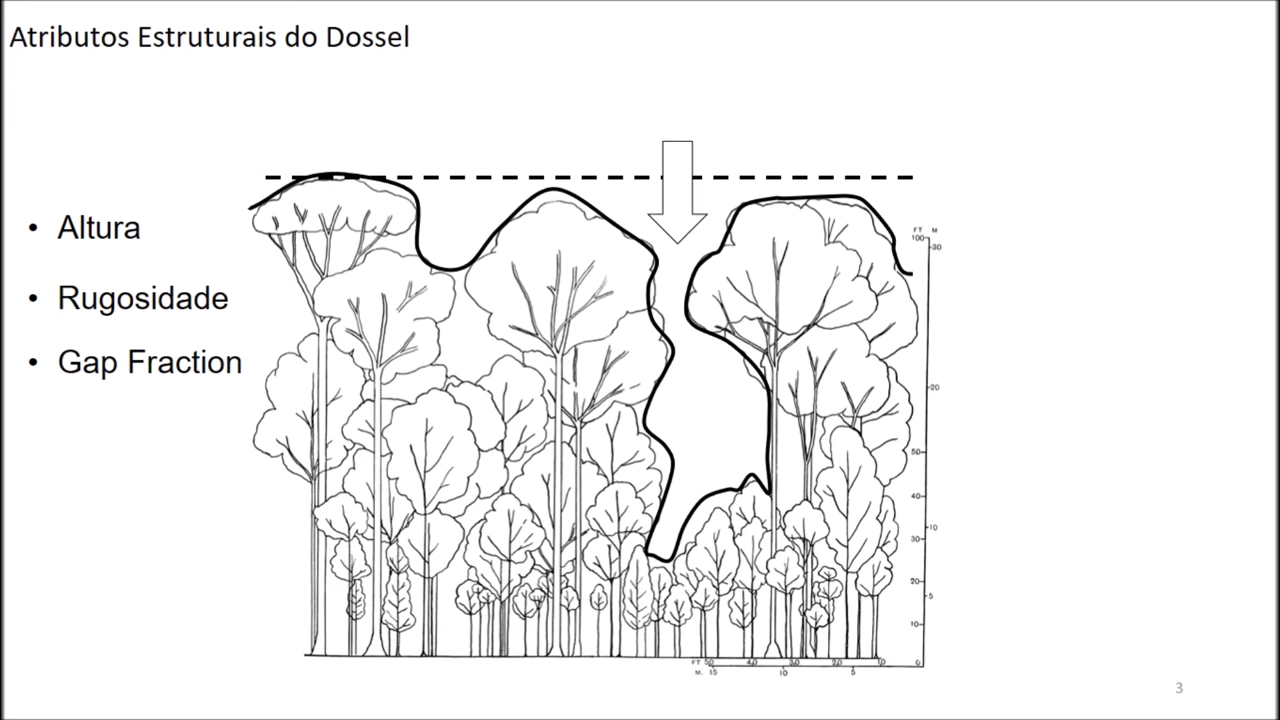 Atributos Estruturais do Dossel
• Altura
• Rugosidade
• Gap Fraction
FT M
100
30
20
50
40
10
30
20
5
10
0
FT 50 40 30 20 10
M. 15 10 5
3